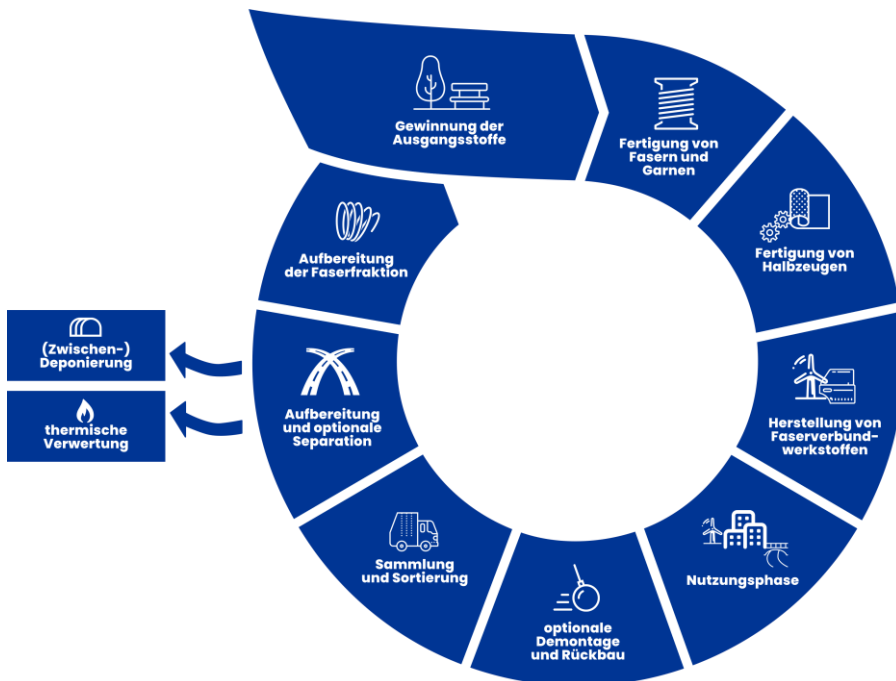 Gewinnung der
Ausgangsstoffe
Fertigung von
Fasern und
Garnen
Fertigung von
Halbzeugen
Herstellung von
Faserverbund-
werkstoffen
Nutzungsphase
optionale
Demontage
und Rückbau
Sammlung
und Sortierung
Aufbereitung
und optionale
Separation
Aufbereitung
der Faserfraktion
(Zwischen-)
Deponierung
thermische
Verwertung